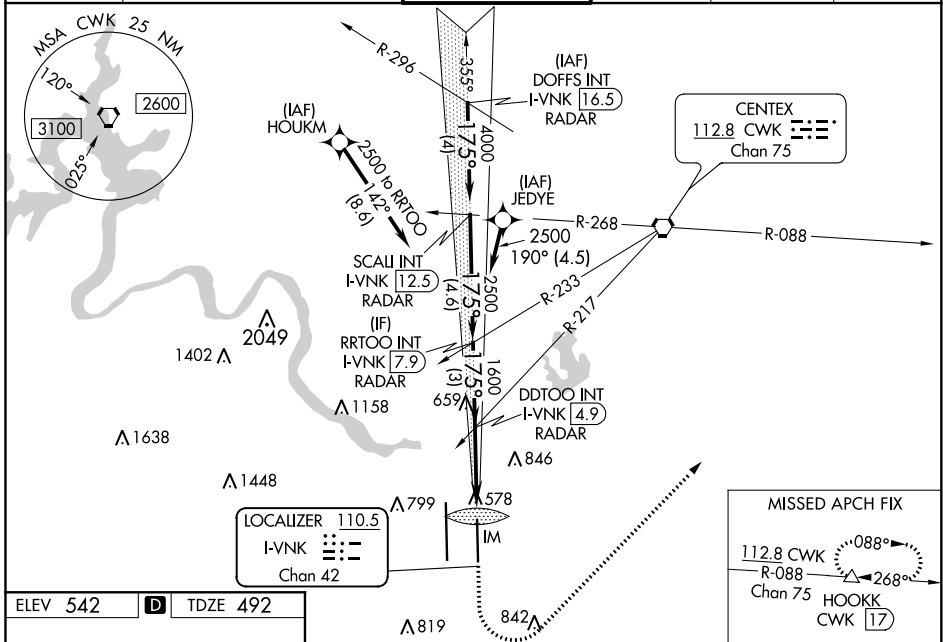 MSA CWK 25 NM
120°
2600
3100
025°
R-296
355°
(IAF)
DOFFS INT
I-VNK 16.5
RADAR
4000
175°
(4)
(IAF)
HOUKM
2500 to RRTOO
142°
(8.6)
CENTEX
112.8 CWK
Chan 75
(IAF)
JEDYE
R-268
R-088
2500
190° (4.5)
SCALI INT
I-VNK 12.5
RADAR
2500
175°
(4.6)
R-233
R-217
(IF)
RRTOO INT
I-VNK 7.9
RADAR
1600
175°
(3)
DDTOO INT
I-VNK 4.9
RADAR
2049
1402
1158
659
1638
846
1448
799
578
IM
LOCALIZER 110.5
I-VNK
Chan 42
MISSED APCH FIX
088°
112.8 CWK
R-088
268°
Chan 75
HOOKK
CWK 17
ELEV 542 D TDZE 492
819
842